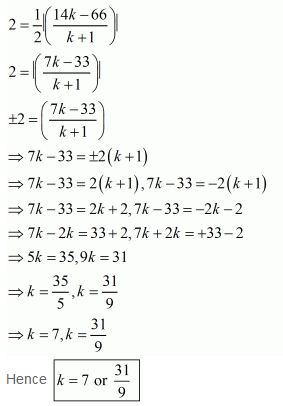 2 = 1/2 |(14k − 66)/(k + 1)|
2 = |(7k − 33)/(k + 1)|
±2 = ((7k − 33)/(k + 1))
⇒ 7k − 33 = ±2(k + 1)
⇒ 7k − 33 = 2(k + 1), 7k − 33 = −2(k + 1)
⇒ 7k − 33 = 2k + 2, 7k − 33 = −2k − 2
⇒ 7k − 2k = 33 + 2, 7k + 2k = +33 − 2
⇒ 5k = 35, 9k = 31
⇒ k = 35/5, k = 31/9
⇒ k = 7, k = 31/9
Hence k = 7 or 31/9